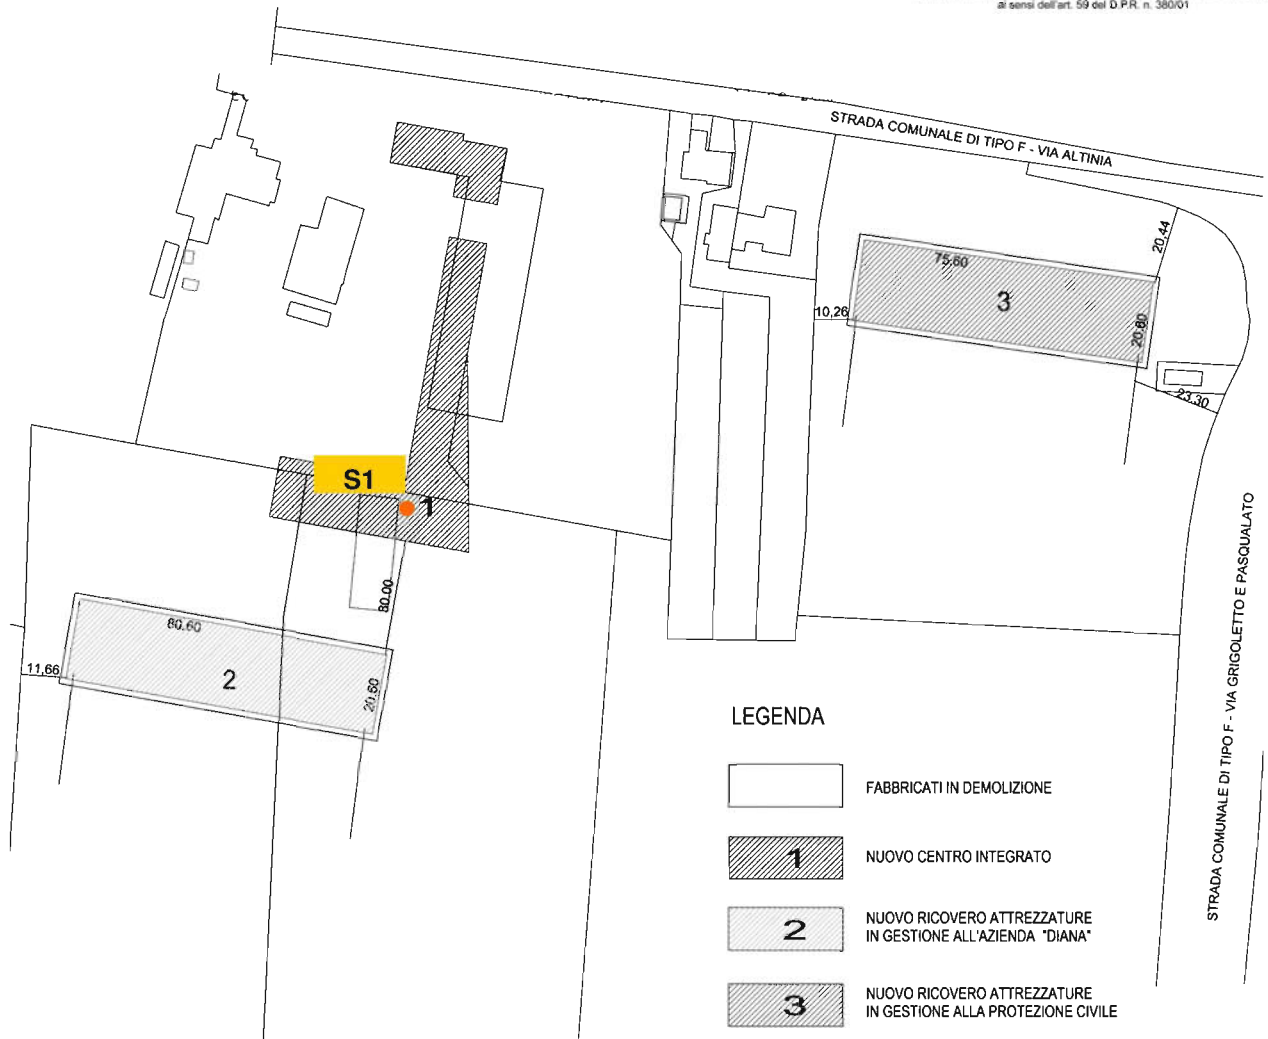 ai sensi dell'art. 59 del D.P.R. n. 380/01
STRADA COMUNALE DI TIPO F - VIA ALTINIA
20,44
75,60
3
10,26
20,60
23,30
S1
1
80,00
80,60
11,66
2
20,60
STRADA COMUNALE DI TIPO F - VIA GRIGOLETTO E PASQUALATO
LEGENDA
FABBRICATI IN DEMOLIZIONE
1
NUOVO CENTRO INTEGRATO
2
NUOVO RICOVERO ATTREZZATURE
IN GESTIONE ALL'AZIENDA "DIANA"
3
NUOVO RICOVERO ATTREZZATURE
IN GESTIONE ALLA PROTEZIONE CIVILE